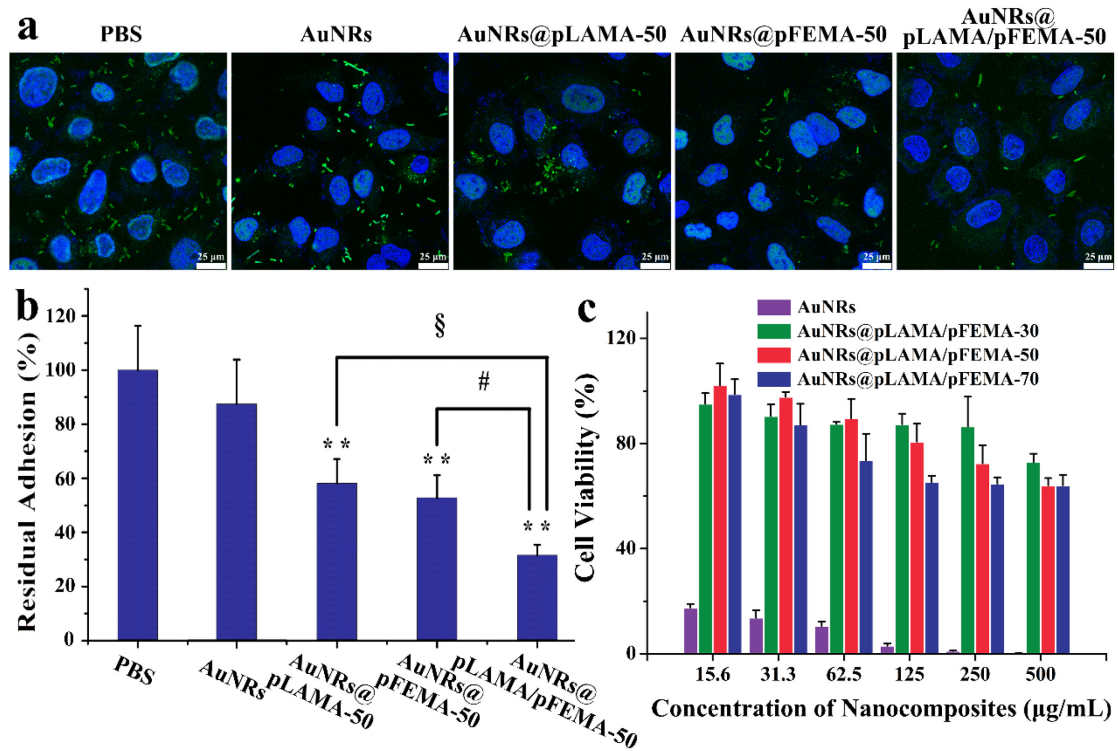 a
PBS
AuNRs
AuNRs@pLAMA-50
AuNRs@pFEMA-50
AuNRs@
pLAMA/pFEMA-50
25 μm
25 μm
25 μm
25 μm
25 μm
b
Residual Adhesion (%)
120
100
80
60
40
20
0
§
#
**
**
**
PBS
AuNRs
AuNRs@
pLAMA-50
AuNRs@
pFEMA-50
AuNRs@
pLAMA/pFEMA-50
c
AuNRs
AuNRs@pLAMA/pFEMA-30
AuNRs@pLAMA/pFEMA-50
AuNRs@pLAMA/pFEMA-70
Cell Viability (%)
120
80
40
0
15.6 31.3 62.5 125 250 500
Concentration of Nanocomposites (μg/mL)